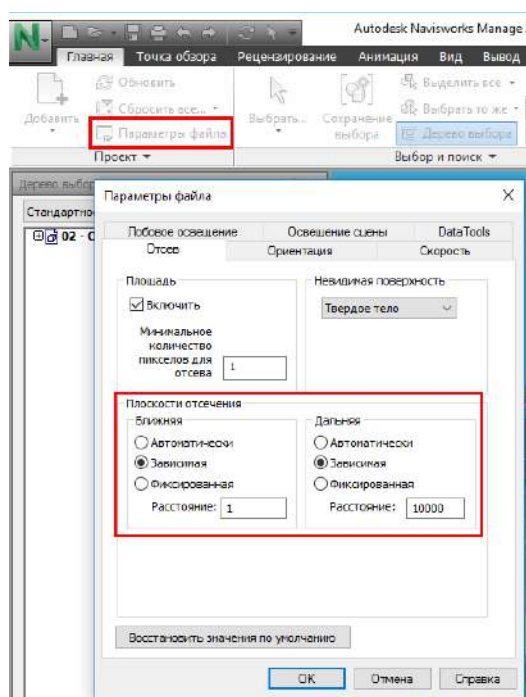 Autodesk Navisworks Manage
Главная Точка обзора Рецензирование Анимация Вид Вывод
Добавить
Обновить
Сбросить все...
Параметры файла
Проект
Выбрать
Сохранение выбора
Выделить все
Выбрать то же
Дерево выбора
Выбор и поиск
Дерево выбор
Стандартно
02 - С
Параметры файла
Лобовое освещение Освещение сцены DataTools
Отсев Ориентация Скорость
Площадь
Включить
Минимальное
количество
пикселов для
отсева
1
Невидимая поверхность
Твердое тело
Плоскости отсечения
Ближняя
Автоматически
Зависимая
Фиксированная
Расстояние: 1
Дальняя
Автоматически
Зависимая
Фиксированная
Расстояние: 10000
Восстановить значения по умолчанию
OK Отмена Справка